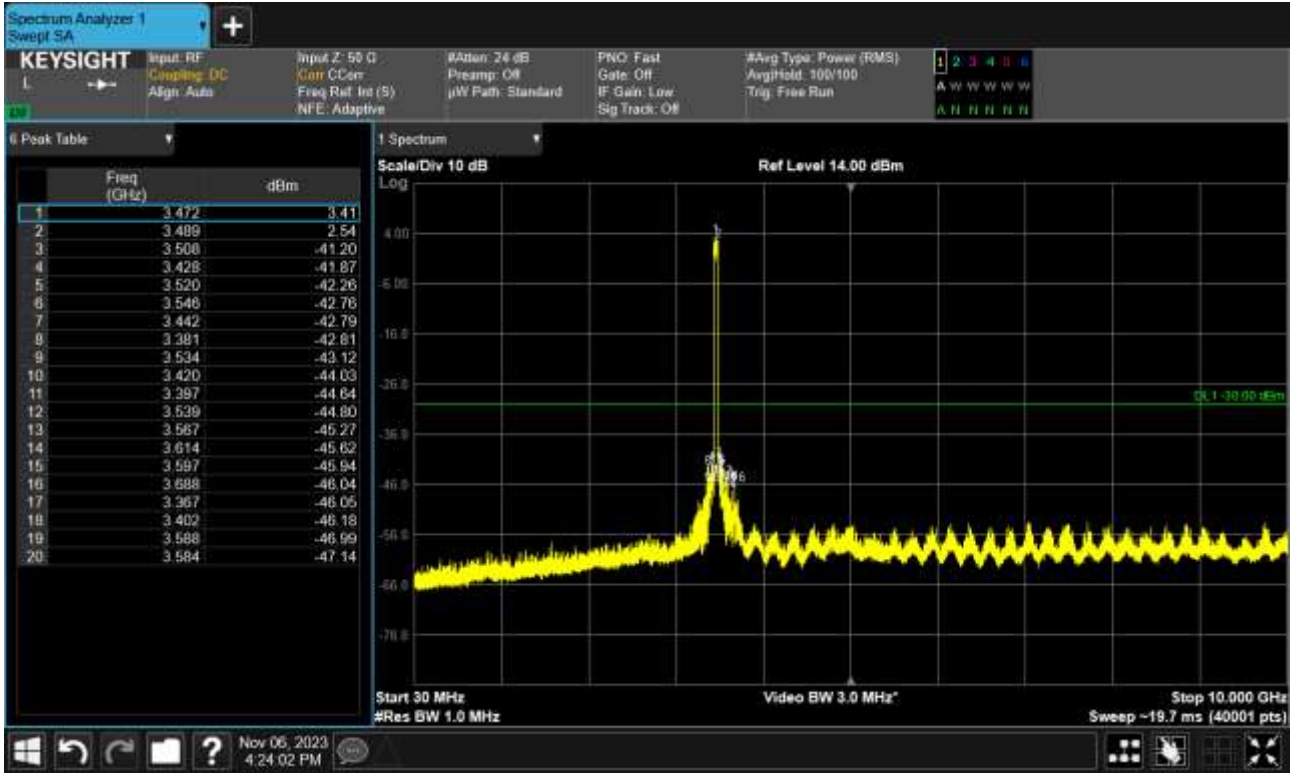 Spectrum Analyzer 1
Swept SA
+
KEYSIGHT
L
Input: RF
Coupling: DC
Align: Auto
Input Z: 50 Ω
Corr CCorr
Freq Ref: Int (S)
NFE: Adaptive
#Atten: 24 dB
Preamp: Off
µW Path: Standard
PNO: Fast
Gate: Off
IF Gain: Low
Sig Track: Off
#Avg Type: Power (RMS)
Avg|Hold: 100/100
Trig: Free Run
1 2 3 4 5 6
A W W W W W
A N N N N N
6 Peak Table
Freq (GHz) dBm
1 3.472 3.41
2 3.489 2.54
3 3.508 -41.20
4 3.428 -41.87
5 3.520 -42.26
6 3.546 -42.76
7 3.442 -42.79
8 3.381 -42.81
9 3.534 -43.12
10 3.420 -44.03
11 3.397 -44.64
12 3.539 -44.80
13 3.567 -45.27
14 3.614 -45.62
15 3.597 -45.94
16 3.688 -46.04
17 3.367 -46.05
18 3.402 -46.18
19 3.588 -46.99
20 3.584 -47.14
1 Spectrum
Scale/Div 10 dB
Ref Level 14.00 dBm
Log
4.00
-6.00
-16.0
-26.0
DL1 -30.00 dBm
-36.0
-46.0
-56.0
-66.0
-76.0
Start 30 MHz
Video BW 3.0 MHz*
Stop 10.000 GHz
#Res BW 1.0 MHz
Sweep ~19.7 ms (40001 pts)
?
Nov 06, 2023
4:24:02 PM